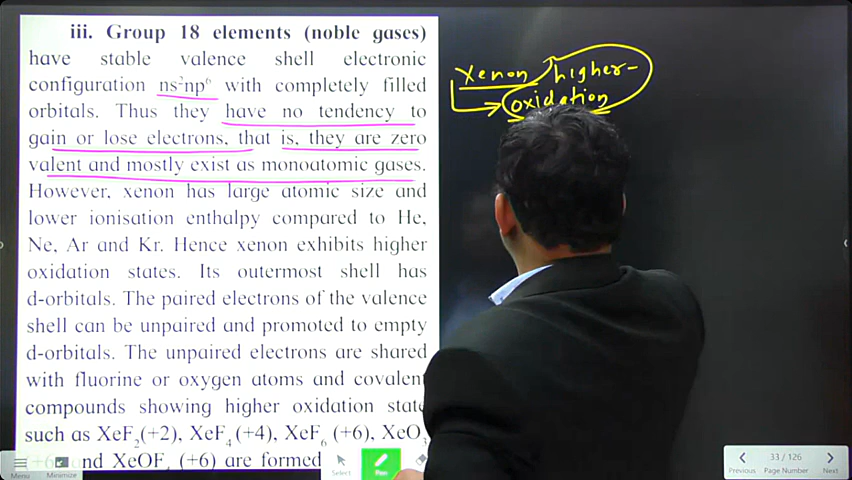 iii. Group 18 elements (noble gases)
have stable valence shell electronic
configuration ns²np⁶ with completely filled
orbitals. Thus they have no tendency to
gain or lose electrons, that is, they are zero
valent and mostly exist as monoatomic gases.
However, xenon has large atomic size and
lower ionisation enthalpy compared to He,
Ne, Ar and Kr. Hence xenon exhibits higher
oxidation states. Its outermost shell has
d-orbitals. The paired electrons of the valence
shell can be unpaired and promoted to empty
d-orbitals. The unpaired electrons are shared
with fluorine or oxygen atoms and covalent
compounds showing higher oxidation state
such as XeF₂(+2), XeF₄(+4), XeF₆ (+6), XeO₃
(+6) and XeOF₄ (+6) are formed
Xenon higher-
oxidation
Menu
Minimize
Select
Pen
33 / 126
Previous Page Number Next